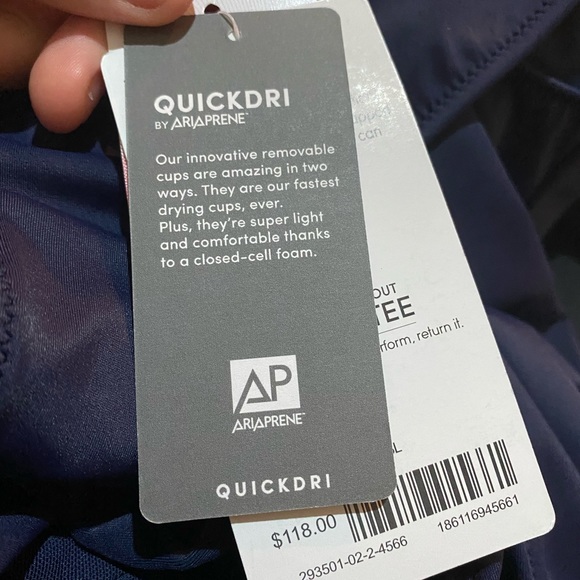 QUICKDRI
BY ARIAPRENE™
Our innovative removable
cups are amazing in two
ways. They are our fastest
drying cups, ever.
Plus, they're super light
and comfortable thanks
to a closed-cell foam.
AP
ARIAPRENE™
QUICKDRI
can
OUT
TEE
rform, return it.
L
$118.00
293501-02-2-4566
186116945661